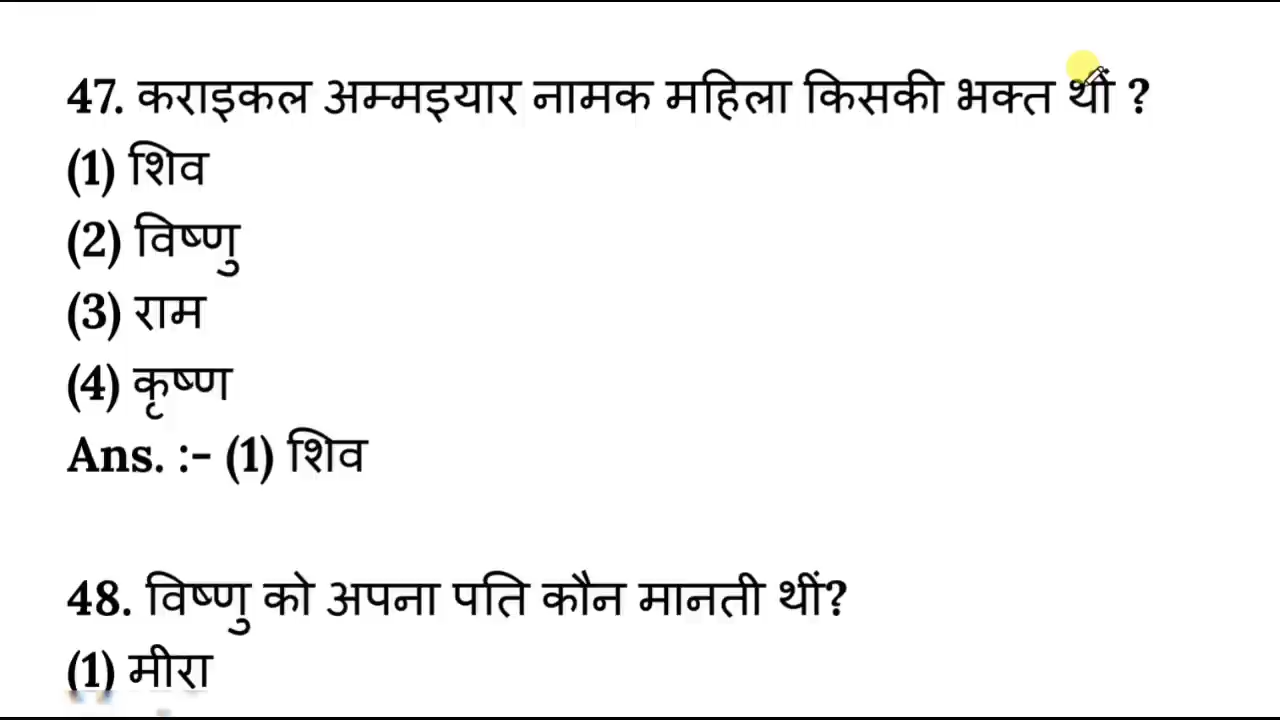 47. कराइकल अम्मइयार नामक महिला किसकी भक्त थीं ?
(1) शिव
(2) विष्णु
(3) राम
(4) कृष्ण
Ans. :- (1) शिव
48. विष्णु को अपना पति कौन मानती थीं?
(1) मीरा